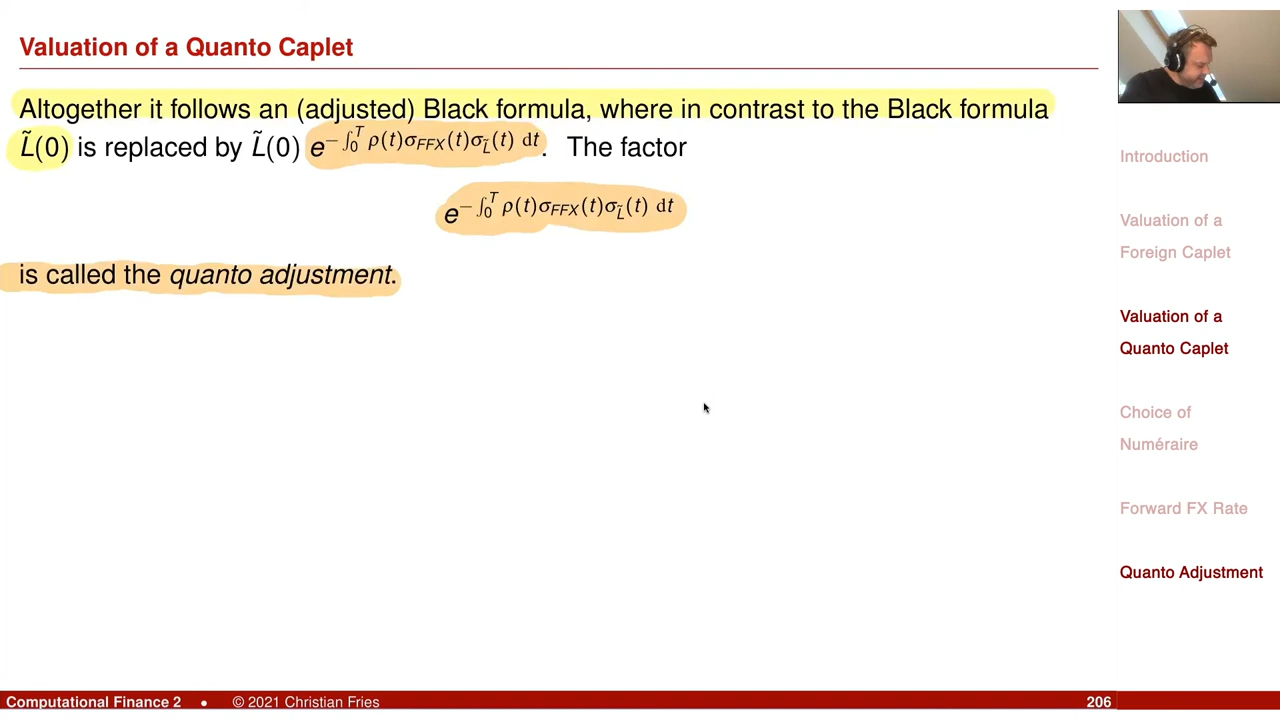 Valuation of a Quanto Caplet
Altogether it follows an (adjusted) Black formula, where in contrast to the Black formula
L̃(0) is replaced by L̃(0) e^{− ∫_0^T ρ(t)σ_{FFX}(t)σ_{L̃}(t) dt}. The factor
e^{− ∫_0^T ρ(t)σ_{FFX}(t)σ_{L̃}(t) dt}
is called the quanto adjustment.
Introduction
Valuation of a
Foreign Caplet
Valuation of a
Quanto Caplet
Choice of
Numéraire
Forward FX Rate
Quanto Adjustment
Computational Finance 2 • © 2021 Christian Fries 206